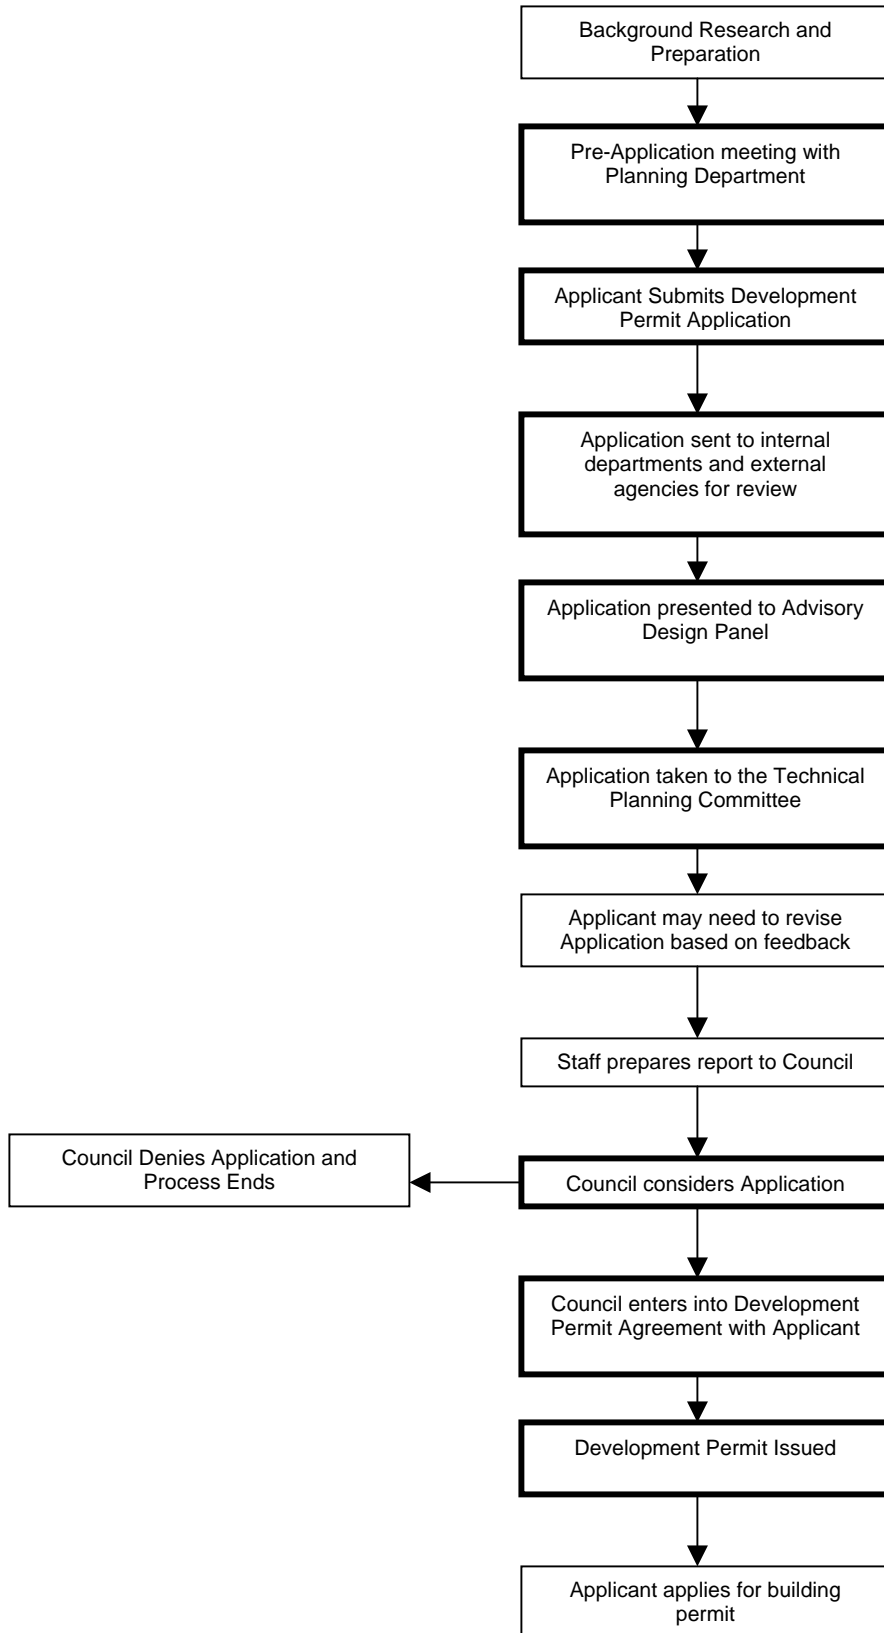 Background Research and
Preparation
Pre-Application meeting with
Planning Department
Applicant Submits Development
Permit Application
Application sent to internal
departments and external
agencies for review
Application presented to Advisory
Design Panel
Application taken to the Technical
Planning Committee
Applicant may need to revise
Application based on feedback
Staff prepares report to Council
Council Denies Application and
Process Ends
Council considers Application
Council enters into Development
Permit Agreement with Applicant
Development Permit Issued
Applicant applies for building
permit